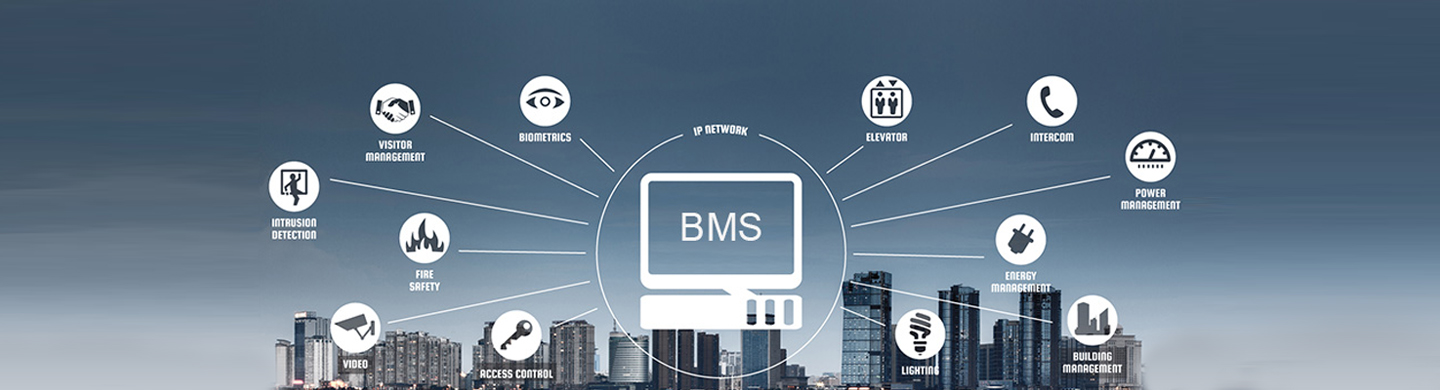 IP NETWORK
BMS
VISITOR
MANAGEMENT
BIOMETRICS
INTRUSION
DETECTION
FIRE
SAFETY
VIDEO
ACCESS CONTROL
ELEVATOR
INTERCOM
POWER
MANAGEMENT
ENERGY
MANAGEMENT
LIGHTING
BUILDING
MANAGEMENT